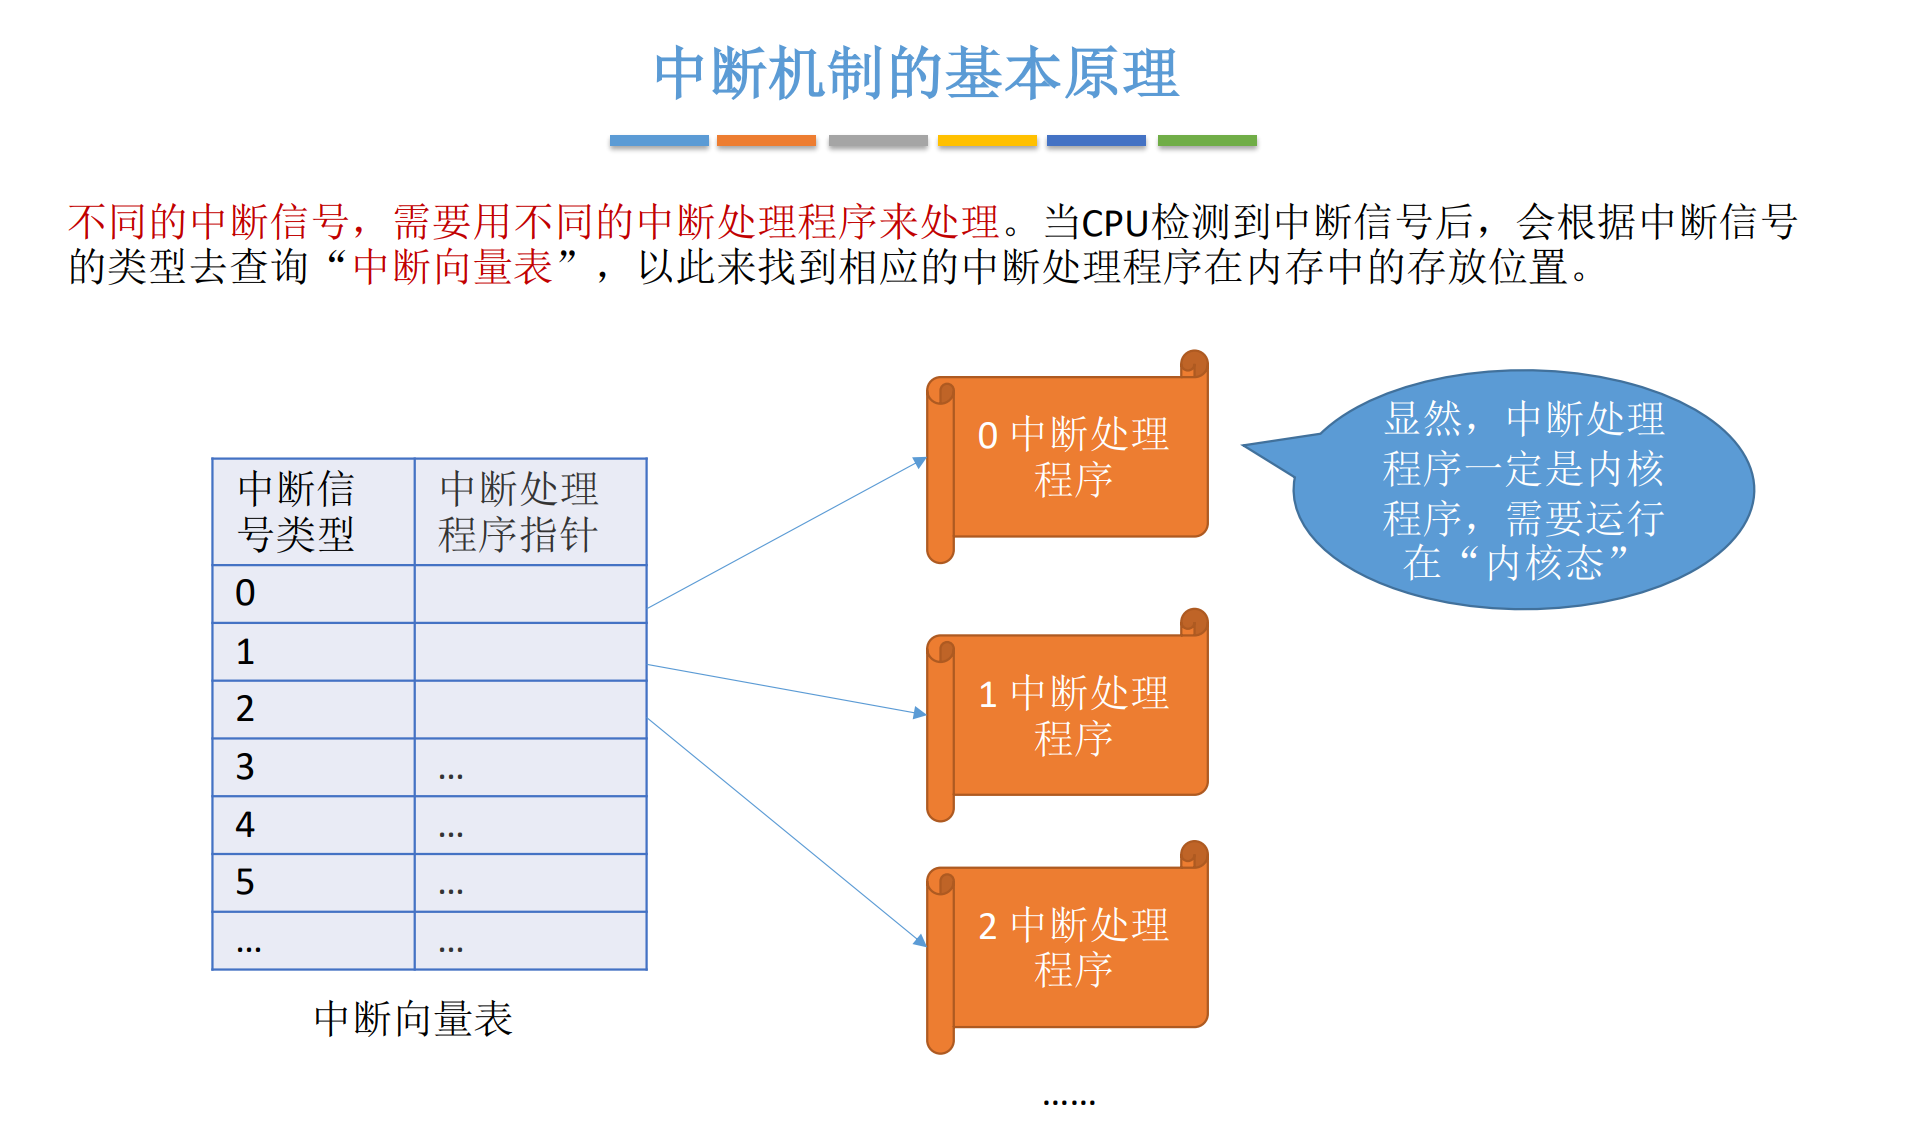 中断机制的基本原理
不同的中断信号，需要用不同的中断处理程序来处理。当CPU检测到中断信号后，会根据中断信号
的类型去查询“中断向量表”，以此来找到相应的中断处理程序在内存中的存放位置。
中断信
号类型
中断处理
程序指针
0
1
2
3
…
4
…
5
…
…
…
中断向量表
0 中断处理
程序
1 中断处理
程序
2 中断处理
程序
……
显然，中断处理
程序一定是内核
程序，需要运行
在“内核态”